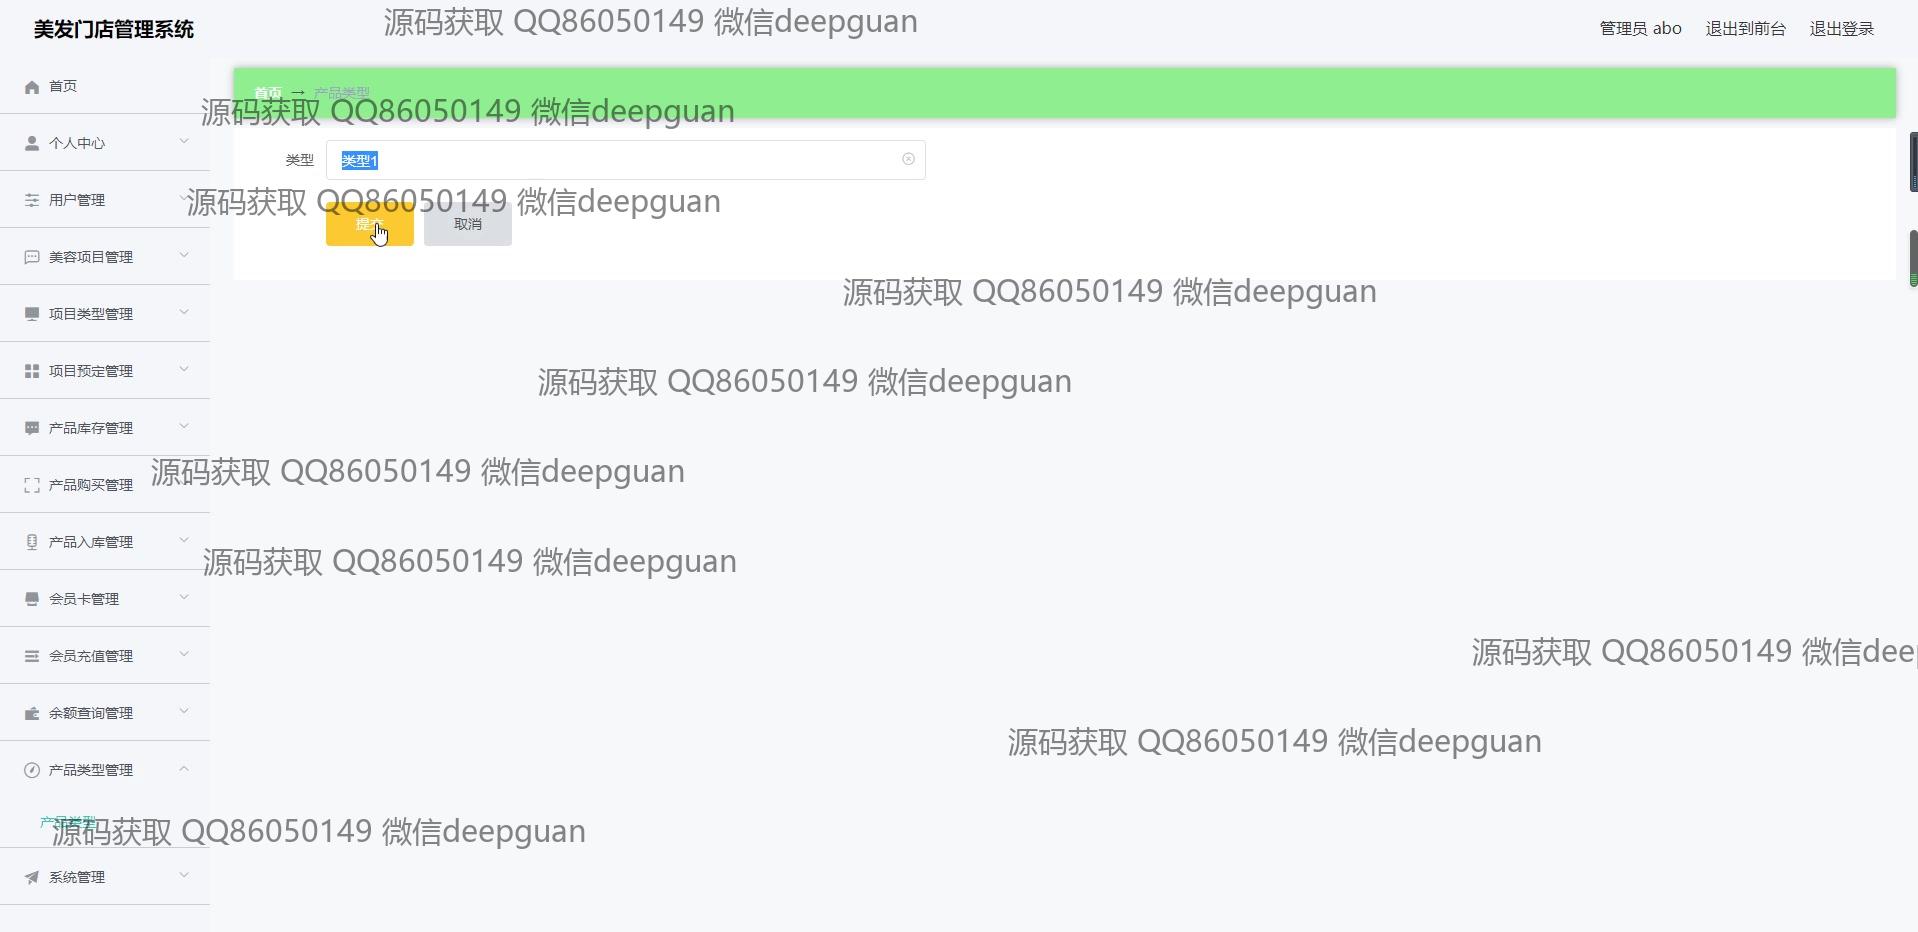 美发门店管理系统
源码获取 QQ86050149 微信deepguan
管理员 abo 退出到前台 退出登录
首页
首页 → 产品类型
源码获取 QQ86050149 微信deepguan
个人中心
类型 类型1
用户管理
源码获取 QQ86050149 微信deepguan
提交 取消
美容项目管理
源码获取 QQ86050149 微信deepguan
项目类型管理
项目预定管理
源码获取 QQ86050149 微信deepguan
产品库存管理
产品购买管理
源码获取 QQ86050149 微信deepguan
产品入库管理
源码获取 QQ86050149 微信deepguan
会员卡管理
会员充值管理
源码获取 QQ86050149 微信deep
余额查询管理
源码获取 QQ86050149 微信deepguan
产品类型管理
产品类型
源码获取 QQ86050149 微信deepguan
系统管理